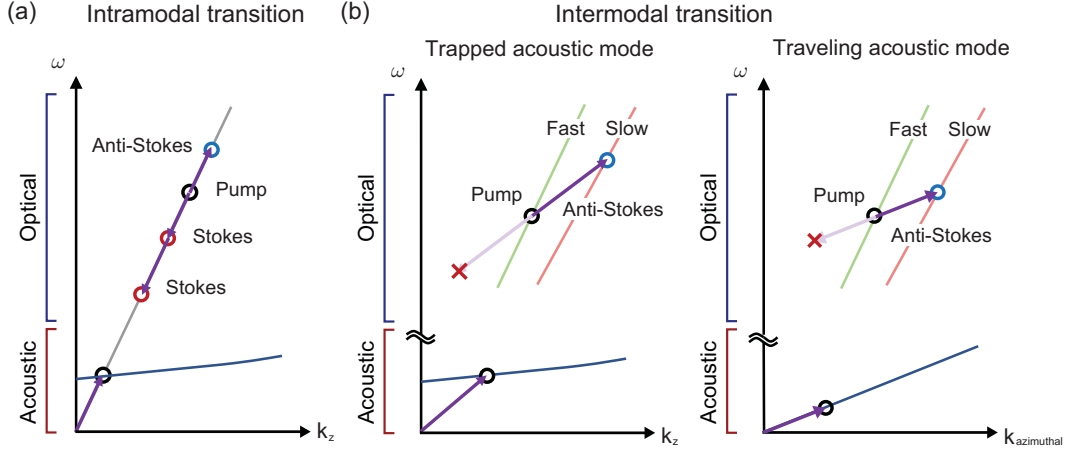 (a) Intramodal transition
(b) Intermodal transition
Trapped acoustic mode
Traveling acoustic mode
ω
Optical
Acoustic
Anti-Stokes
Pump
Stokes
Stokes
k_z
ω
Optical
Acoustic
Fast
Slow
Pump
Anti-Stokes
k_z
ω
Optical
Acoustic
Fast
Slow
Pump
Anti-Stokes
k_azimuthal